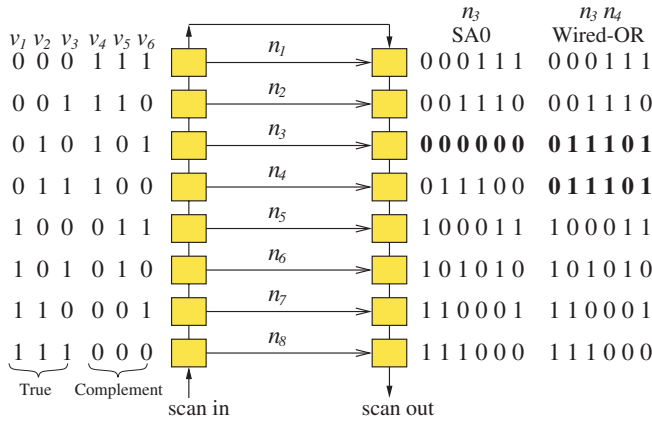 n3 n3 n4
v1 v2 v3 v4 v5 v6 SA0 Wired-OR
0 0 0 1 1 1 n1 0 0 0 1 1 1 0 0 0 1 1 1
0 0 1 1 1 0 n2 0 0 1 1 1 0 0 0 1 1 1 0
0 1 0 1 0 1 n3 0 0 0 0 0 0 0 1 1 1 0 1
0 1 1 1 0 0 n4 0 1 1 1 0 0 0 1 1 1 0 1
1 0 0 0 1 1 n5 1 0 0 0 1 1 1 0 0 0 1 1
1 0 1 0 1 0 n6 1 0 1 0 1 0 1 0 1 0 1 0
1 1 0 0 0 1 n7 1 1 0 0 0 1 1 1 0 0 0 1
1 1 1 0 0 0 n8 1 1 1 0 0 0 1 1 1 0 0 0
True Complement
scan in scan out